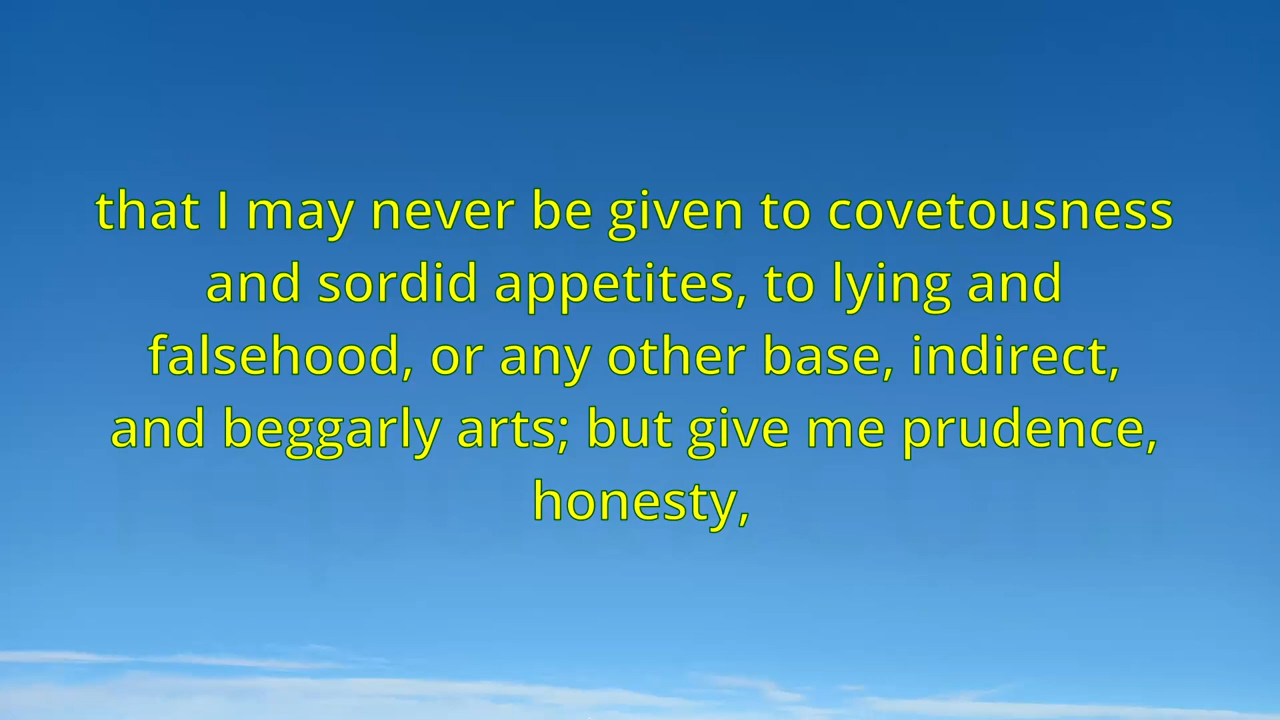 that I may never be given to covetousness
and sordid appetites, to lying and
falsehood, or any other base, indirect,
and beggarly arts; but give me prudence,
honesty,